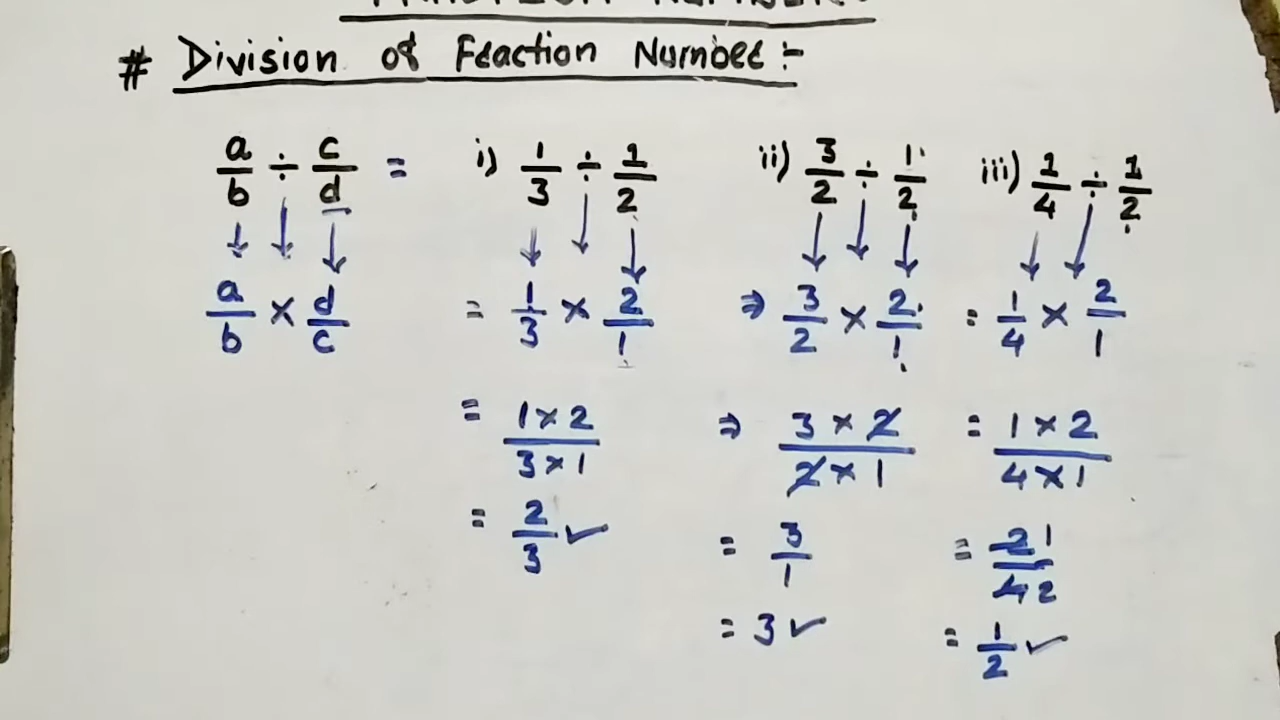 # Division of Fraction Number :-
a/b ÷ c/d =
a/b × d/c
i) 1/3 ÷ 1/2
= 1/3 × 2/1
= 1×2/3×1
= 2/3 ✓
ii) 3/2 ÷ 1/2
⇒ 3/2 × 2/1
⇒ 3×2/2×1
= 3/1
= 3 ✓
iii) 1/4 ÷ 1/2
= 1/4 × 2/1
= 1×2/4×1
= 2 1/4 2
= 1/2 ✓